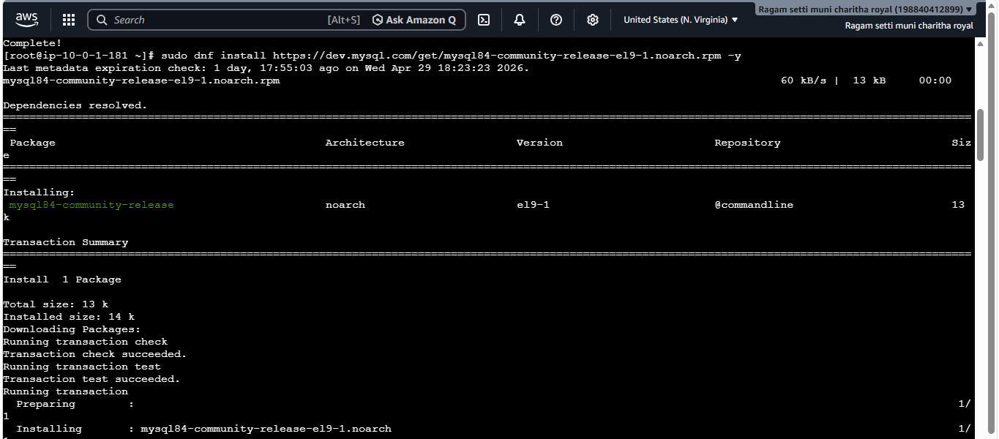 aws
Search [Alt+S] Ask Amazon Q United States (N. Virginia) ▼ Ragam setti muni charitha royal (198840412899) ▼
Ragam setti muni charitha royal
Complete!
[root@ip-10-0-1-181 ~]# sudo dnf install https://dev.mysql.com/get/mysql84-community-release-el9-1.noarch.rpm -y
Last metadata expiration check: 1 day, 17:55:03 ago on Wed Apr 29 18:23:23 2026.
mysql84-community-release-el9-1.noarch.rpm 60 kB/s | 13 kB 00:00
Dependencies resolved.
================================================================================
==
Package Architecture Version Repository Siz
e
================================================================================
==
Installing:
mysql84-community-release noarch el9-1 @commandline 13
k
Transaction Summary
================================================================================
==
Install 1 Package
Total size: 13 k
Installed size: 14 k
Downloading Packages:
Running transaction check
Transaction check succeeded.
Running transaction test
Transaction test succeeded.
Running transaction
Preparing : 1/
1
Installing : mysql84-community-release-el9-1.noarch 1/